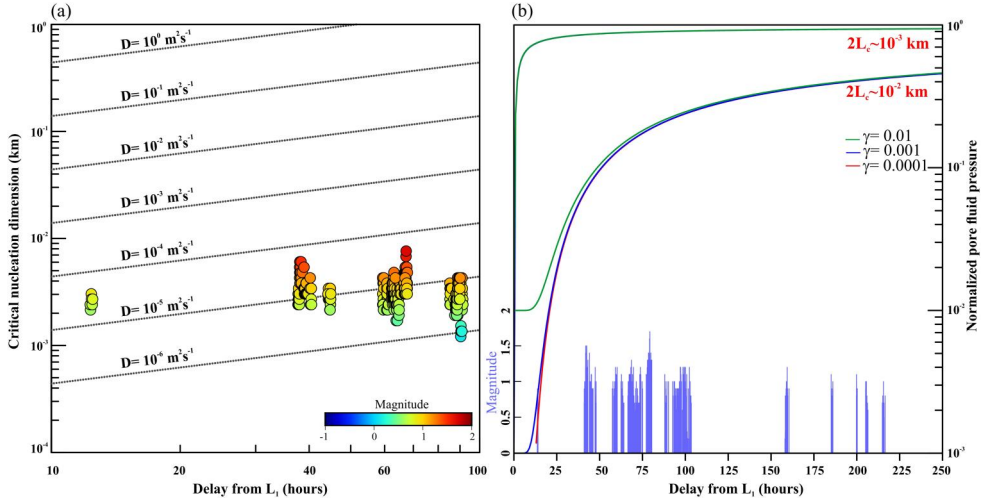 (a)
10⁰
10⁻¹
10⁻²
10⁻³
10⁻⁴
Critical nucleation dimension (km)
D= 10⁰ m²s⁻¹
D= 10⁻¹ m²s⁻¹
D= 10⁻² m²s⁻¹
D= 10⁻³ m²s⁻¹
D= 10⁻⁴ m²s⁻¹
D= 10⁻⁵ m²s⁻¹
D= 10⁻⁶ m²s⁻¹
Magnitude
-1 0 1 2
10 20 40 60 100
Delay from L₁ (hours)
(b)
2L꜀~10⁻³ km
2L꜀~10⁻² km
γ= 0.01
γ= 0.001
γ= 0.0001
2
1.5
1
0.5
0
Magnitude
10⁰
10⁻¹
10⁻²
10⁻³
Normalized pore fluid pressure
0 25 50 75 100 125 150 175 200 225 250
Delay from L₁ (hours)